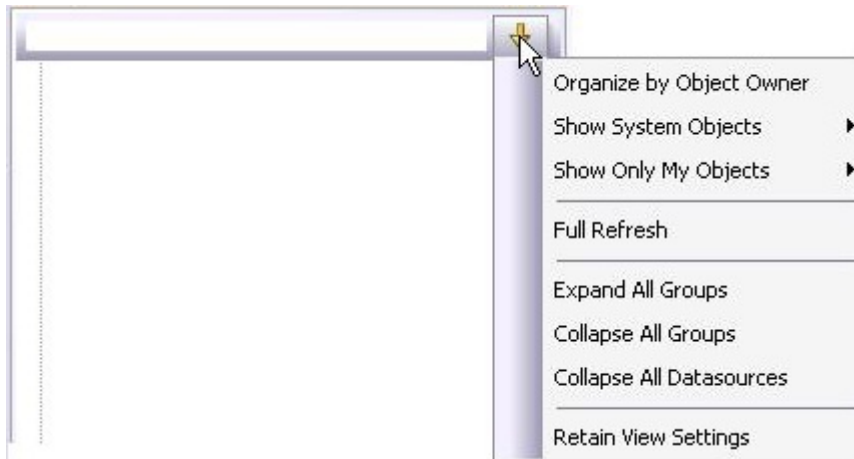 Organize by Object Owner
Show System Objects
Show Only My Objects
Full Refresh
Expand All Groups
Collapse All Groups
Collapse All Datasources
Retain View Settings